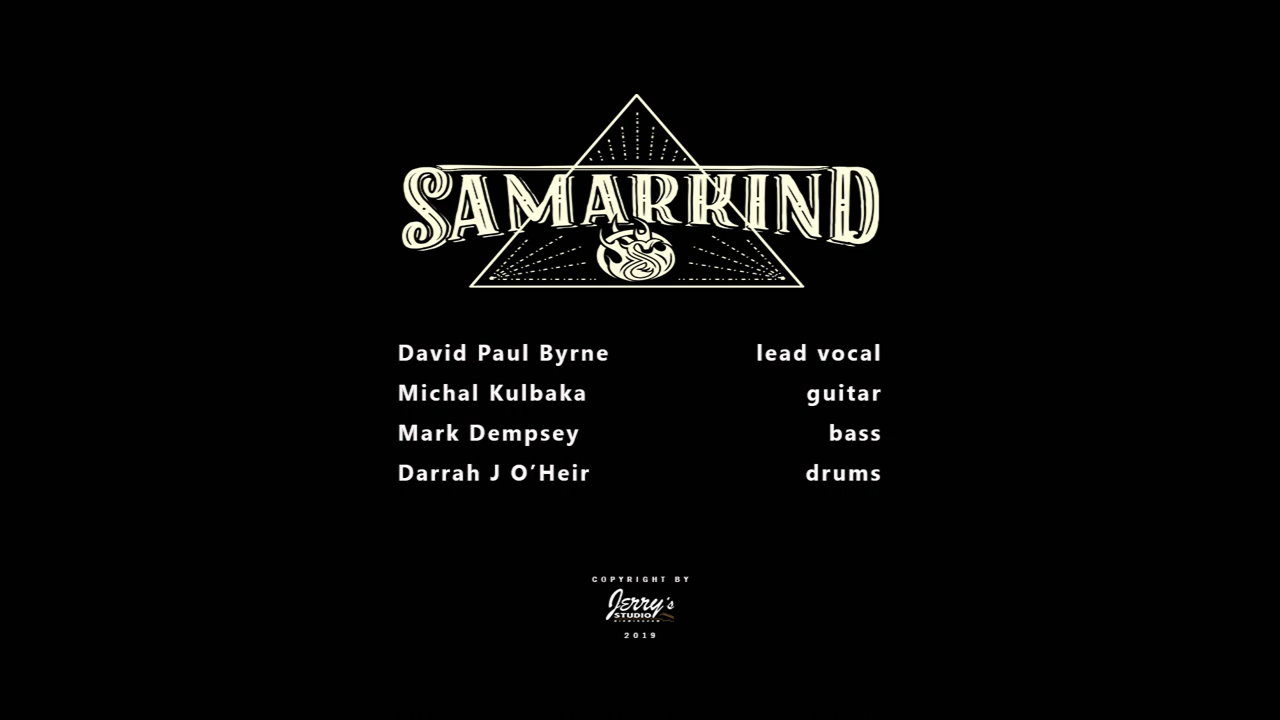 SAMARKIND
S
David Paul Byrne lead vocal
Michal Kulbaka guitar
Mark Dempsey bass
Darrah J O’Heir drums
COPYRIGHT BY
Jerry's
STUDIO
BIRMINGHAM
2019